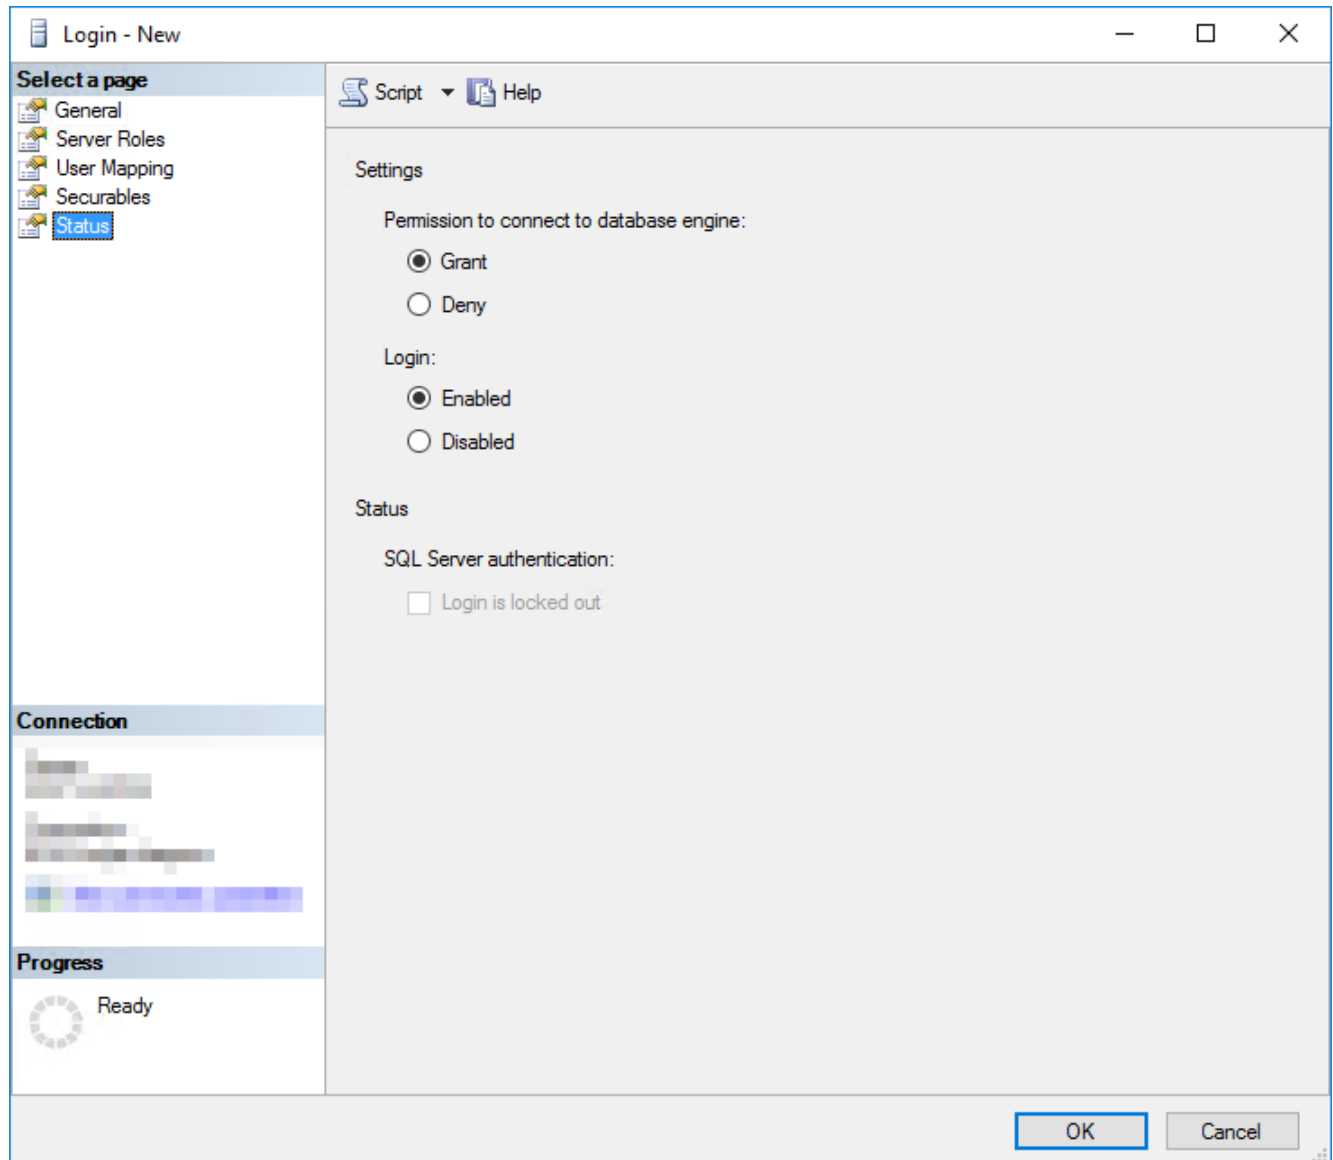 Login - New
Select a page
General
Server Roles
User Mapping
Securables
Status
Script
Help
Settings
Permission to connect to database engine:
Grant
Deny
Login:
Enabled
Disabled
Status
SQL Server authentication:
Login is locked out
Connection
Progress
Ready
OK
Cancel